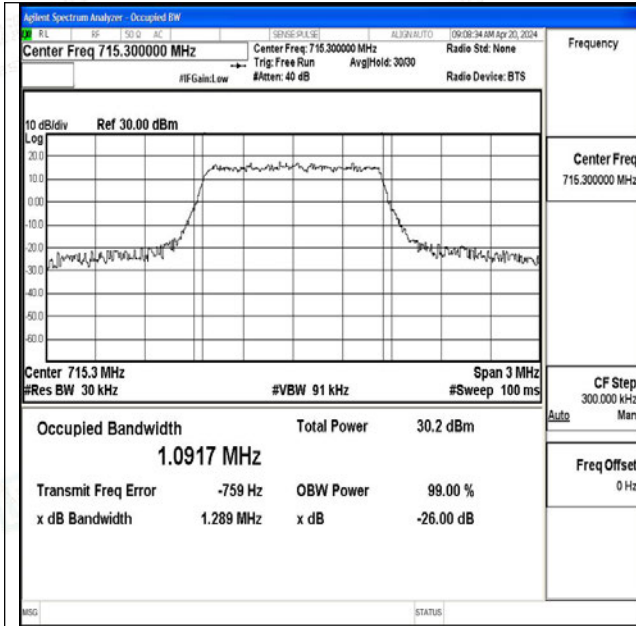 Agilent Spectrum Analyzer - Occupied BW
RL RF 50 Ω AC SENSE:PULSE ALIGNAUTO 09:08:34 AM Apr 20, 2024
Center Freq 715.300000 MHz
Center Freq: 715.300000 MHz
Radio Std: None
Trig: Free Run Avg|Hold: 30/30
#IFGain:Low #Atten: 40 dB Radio Device: BTS
Frequency
10 dB/div Ref 30.00 dBm
Log
20.0
10.0
0.00
-10.0
-20.0
-30.0
-40.0
-50.0
-60.0
Center Freq
715.300000 MHz
Center 715.3 MHz Span 3 MHz
#Res BW 30 kHz #VBW 91 kHz #Sweep 100 ms
CF Step
300.000 kHz
Auto Man
Occupied Bandwidth Total Power 30.2 dBm
1.0917 MHz
Freq Offset
0 Hz
Transmit Freq Error -759 Hz OBW Power 99.00 %
x dB Bandwidth 1.289 MHz x dB -26.00 dB
MSG STATUS